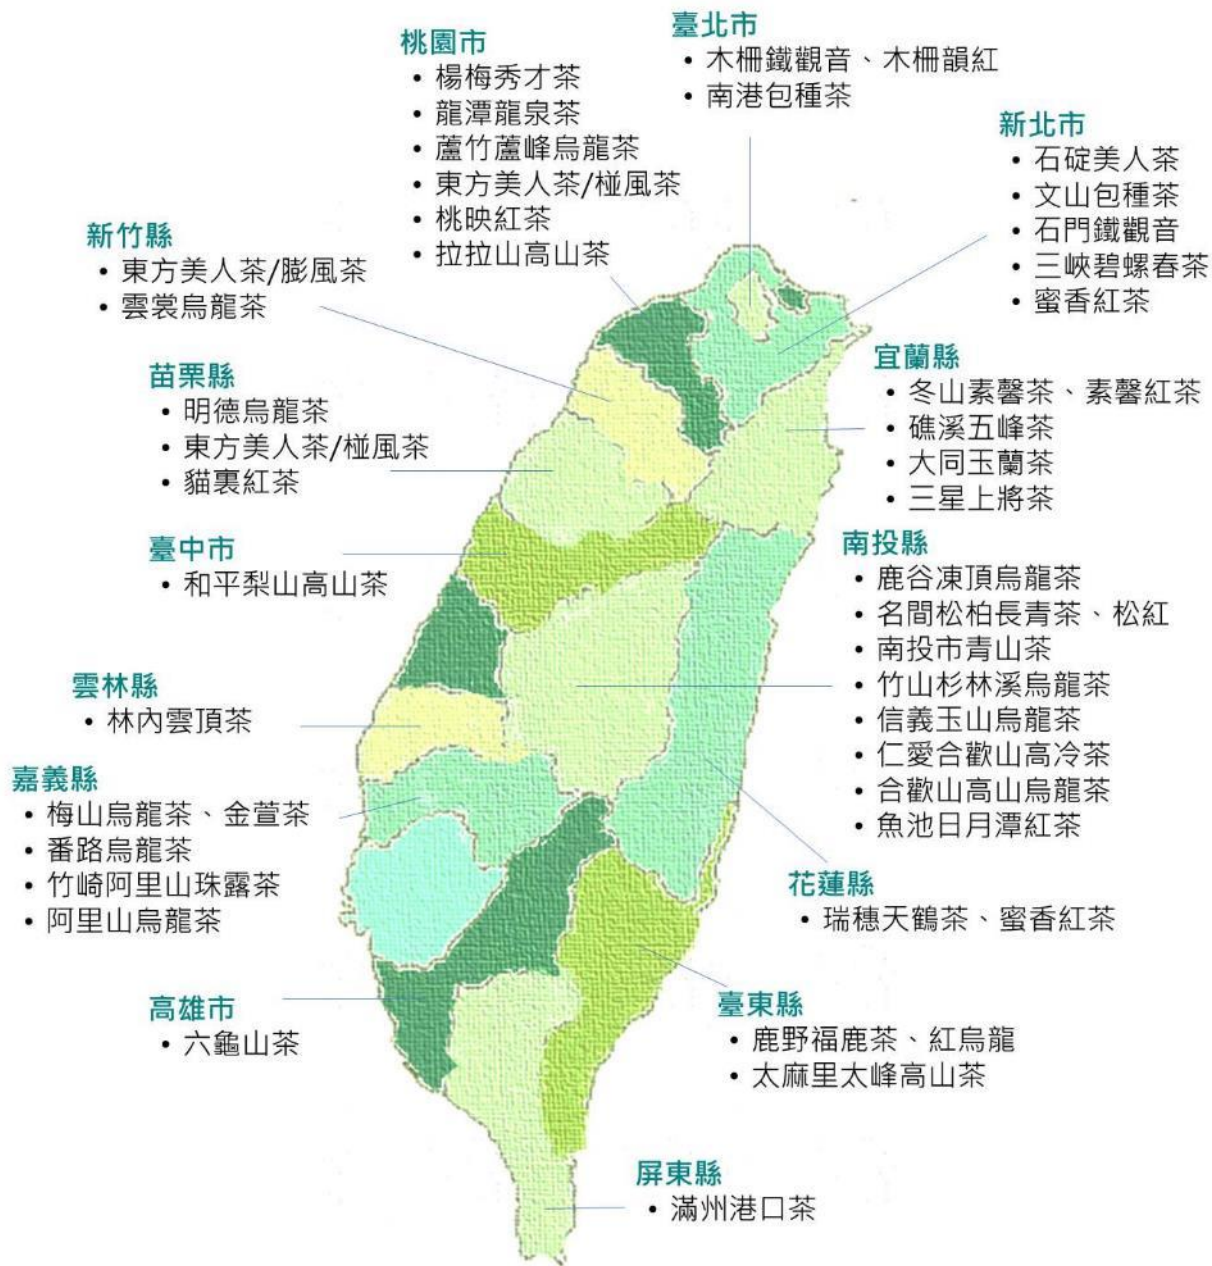 臺北市
• 木柵鐵觀音、木柵韻紅
• 南港包種茶
桃園市
• 楊梅秀才茶
• 龍潭龍泉茶
• 蘆竹蘆峰烏龍茶
• 東方美人茶/椪風茶
• 桃映紅茶
• 拉拉山高山茶
新北市
• 石碇美人茶
• 文山包種茶
• 石門鐵觀音
• 三峽碧螺春茶
• 蜜香紅茶
新竹縣
• 東方美人茶/膨風茶
• 雲裳烏龍茶
宜蘭縣
• 冬山素馨茶、素馨紅茶
• 礁溪五峰茶
• 大同玉蘭茶
• 三星上將茶
苗栗縣
• 明德烏龍茶
• 東方美人茶/椪風茶
• 貓裏紅茶
臺中市
• 和平梨山高山茶
南投縣
• 鹿谷凍頂烏龍茶
• 名間松柏長青茶、松紅
• 南投市青山茶
• 竹山杉林溪烏龍茶
• 信義玉山烏龍茶
• 仁愛合歡山高冷茶
• 合歡山高山烏龍茶
• 魚池日月潭紅茶
雲林縣
• 林內雲頂茶
嘉義縣
• 梅山烏龍茶、金萱茶
• 番路烏龍茶
• 竹崎阿里山珠露茶
• 阿里山烏龍茶
花蓮縣
• 瑞穗天鶴茶、蜜香紅茶
高雄市
• 六龜山茶
臺東縣
• 鹿野福鹿茶、紅烏龍
• 太麻里太峰高山茶
屏東縣
• 滿州港口茶